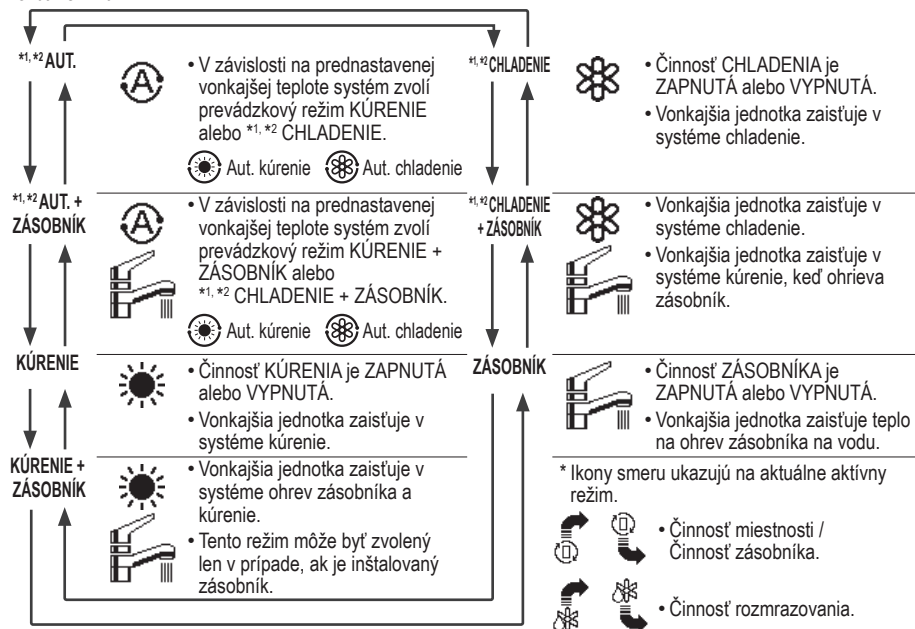 *1, *2 AUT.
• V závislosti na prednastavenej
vonkajšej teplote systém zvolí
prevádzkový režim KÚRENIE
alebo *1, *2 CHLADENIE.
Aut. kúrenie Aut. chladenie
*1, *2 AUT. +
ZÁSOBNÍK
• V závislosti na prednastavenej
vonkajšej teplote systém zvolí
prevádzkový režim KÚRENIE +
ZÁSOBNÍK alebo
*1, *2 CHLADENIE + ZÁSOBNÍK.
Aut. kúrenie Aut. chladenie
KÚRENIE
• Činnosť KÚRENIA je ZAPNUTÁ
alebo VYPNUTÁ.
• Vonkajšia jednotka zaisťuje v
systéme kúrenie.
KÚRENIE +
ZÁSOBNÍK
• Vonkajšia jednotka zaisťuje v
systéme ohrev zásobníka a
kúrenie.
• Tento režim môže byť zvolený
len v prípade, ak je inštalovaný
zásobník.
*1, *2 CHLADENIE
• Činnosť CHLADENIA je
ZAPNUTÁ alebo VYPNUTÁ.
• Vonkajšia jednotka zaisťuje v
systéme chladenie.
*1, *2 CHLADENIE
+ ZÁSOBNÍK
• Vonkajšia jednotka zaisťuje v
systéme chladenie.
• Vonkajšia jednotka zaisťuje v
systéme kúrenie, keď ohrieva
zásobník.
ZÁSOBNÍK
• Činnosť ZÁSOBNÍKA je
ZAPNUTÁ alebo VYPNUTÁ.
• Vonkajšia jednotka zaisťuje teplo
na ohrev zásobníka na vodu.
* Ikony smeru ukazujú na aktuálne aktívny
režim.
• Činnosť miestnosti /
Činnosť zásobníka.
• Činnosť rozmrazovania.